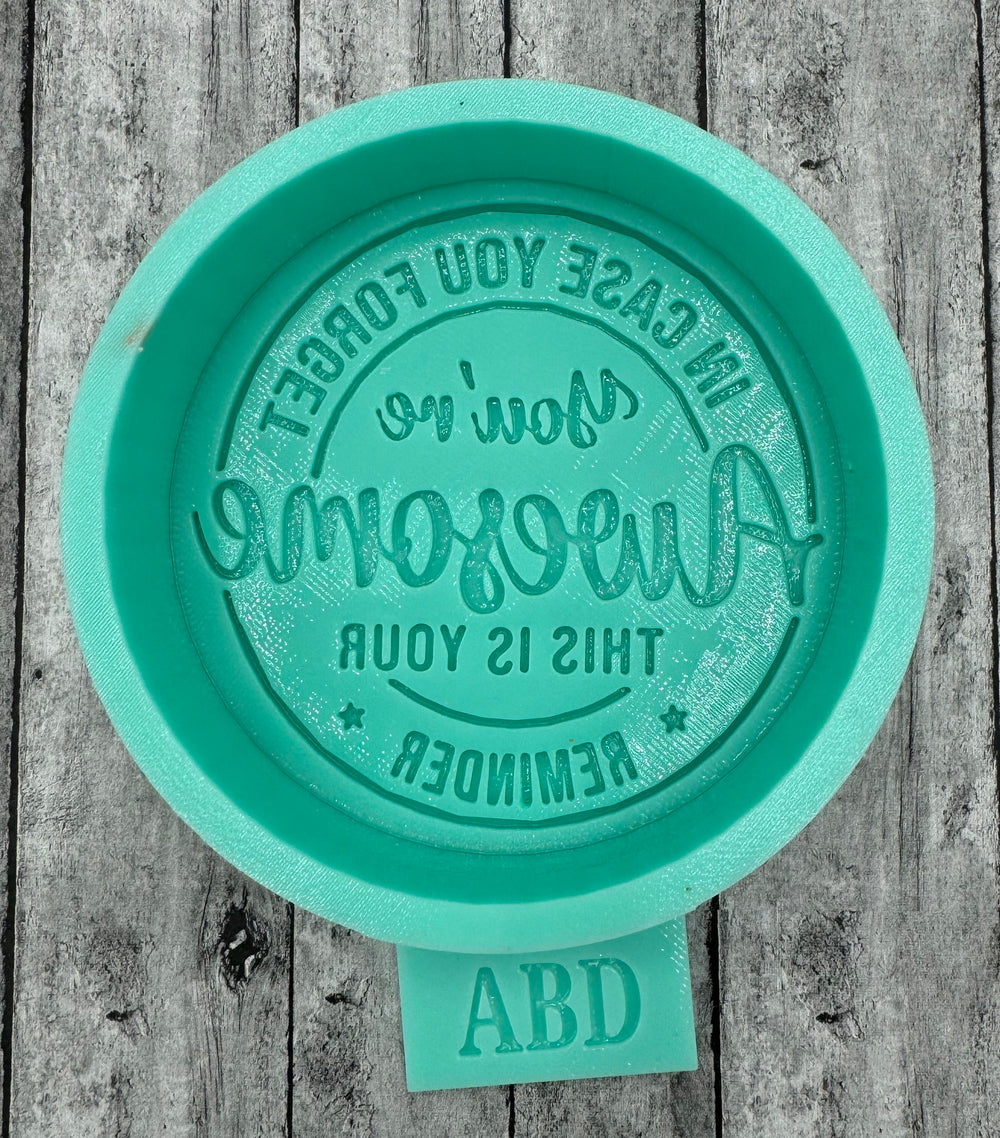 IN CASE YOU FORGET
You're
Awesome
THIS IS YOUR
REMINDER
ABD